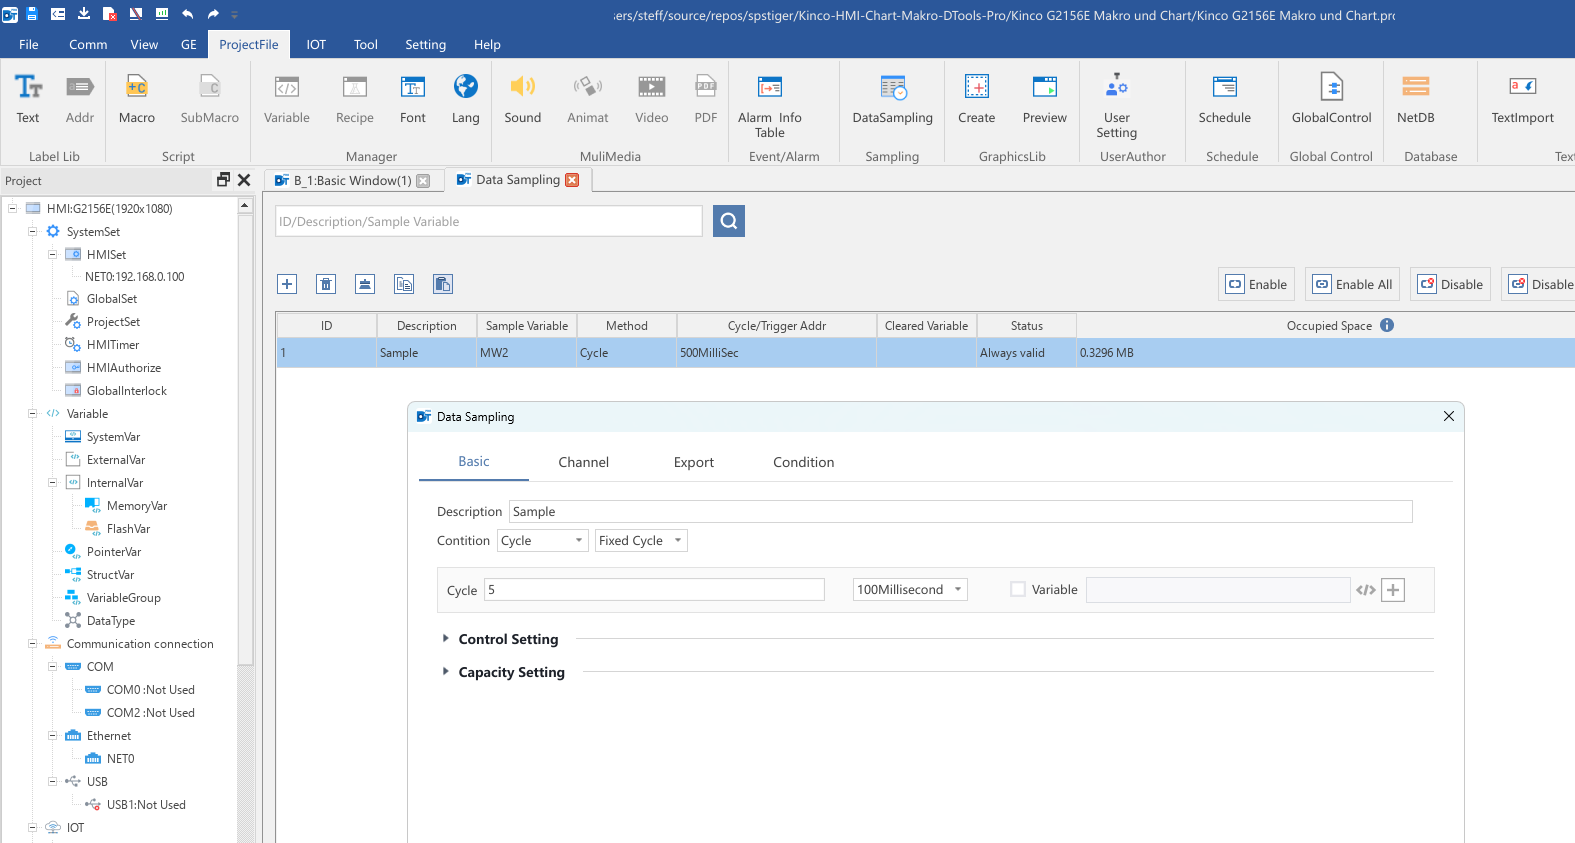 sers/steff/source/repos/spstiger/Kinco-HMI-Chart-Makro-DTools-Pro/Kinco G2156E Makro und Chart/Kinco G2156E Makro und Chart.prc
File Comm View GE ProjectFile IOT Tool Setting Help
Text Addr Macro SubMacro Variable Recipe Font Lang Sound Animat Video PDF Alarm Info Table DataSampling Create Preview User Setting Schedule GlobalControl NetDB TextImport
Label Lib Script Manager MuliMedia Event/Alarm Sampling GraphicsLib UserAuthor Schedule Global Control Database Text
Project
B_1:Basic Window(1) Data Sampling
HMI:G2156E(1920x1080)
SystemSet
HMISet
NET0:192.168.0.100
GlobalSet
ProjectSet
HMITimer
HMIAuthorize
GlobalInterlock
Variable
SystemVar
ExternalVar
InternalVar
MemoryVar
FlashVar
PointerVar
StructVar
VariableGroup
DataType
Communication connection
COM
COM0 :Not Used
COM2 :Not Used
Ethernet
NET0
USB
USB1:Not Used
IOT
ID/Description/Sample Variable
Enable Enable All Disable Disable
ID Description Sample Variable Method Cycle/Trigger Addr Cleared Variable Status Occupied Space
1 Sample MW2 Cycle 500MilliSec Always valid 0.3296 MB
Data Sampling
Basic Channel Export Condition
Description Sample
Contition Cycle Fixed Cycle
Cycle 5 100Millisecond Variable
Control Setting
Capacity Setting